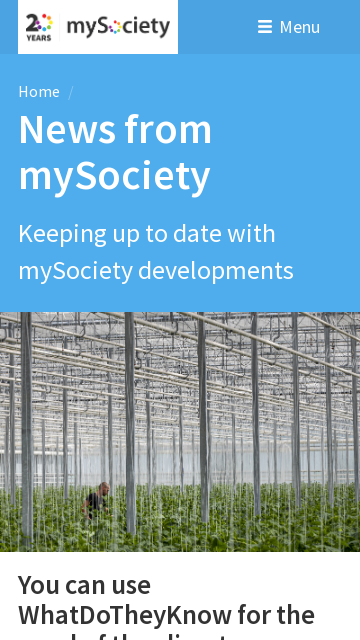 20 YEARS
mySociety
Menu
Home /
News from
mySociety
Keeping up to date with
mySociety developments
You can use
WhatDoTheyKnow for the